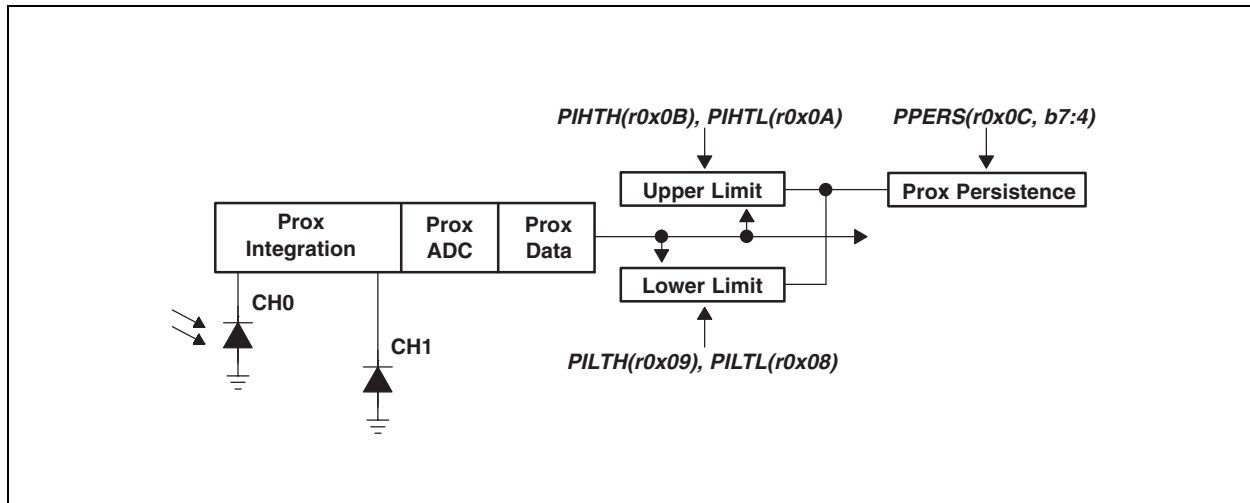 PIHTH(r0x0B), PIHTL(r0x0A)
PPERS(r0x0C, b7:4)
Upper Limit
Prox Persistence
Prox
Integration
Prox
ADC
Prox
Data
Lower Limit
CH0
CH1
PILTH(r0x09), PILTL(r0x08)